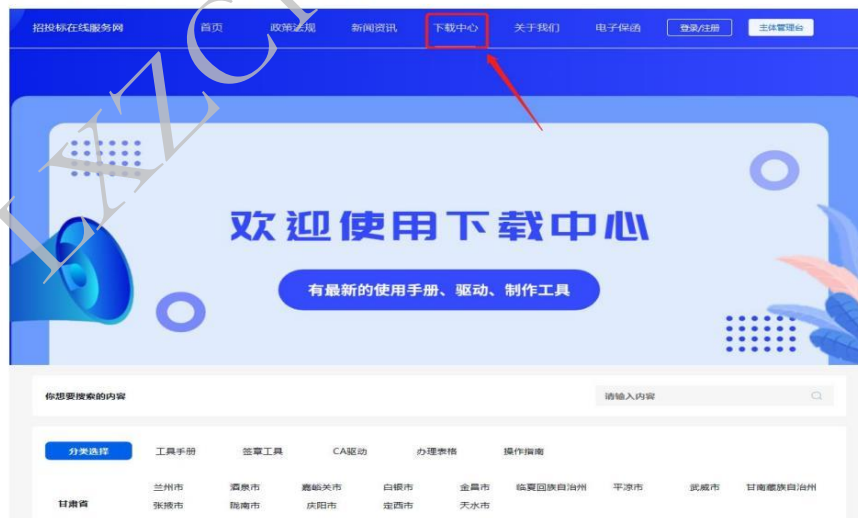 招投标在线服务网 首页 政策法规 新闻资讯 下载中心 关于我们 电子保函 登录/注册 主体管理台
LXZC
欢迎使用下载中心
有最新的使用手册、驱动、制作工具
你想要搜索的内容 请输入内容
分类选择 工具手册 签章工具 CA驱动 办理表格 操作指南
兰州市 酒泉市 嘉峪关市 白银市 金昌市 临夏回族自治州 平凉市 武威市 甘南藏族自治州
甘肃省 张掖市 陇南市 庆阳市 定西市 天水市